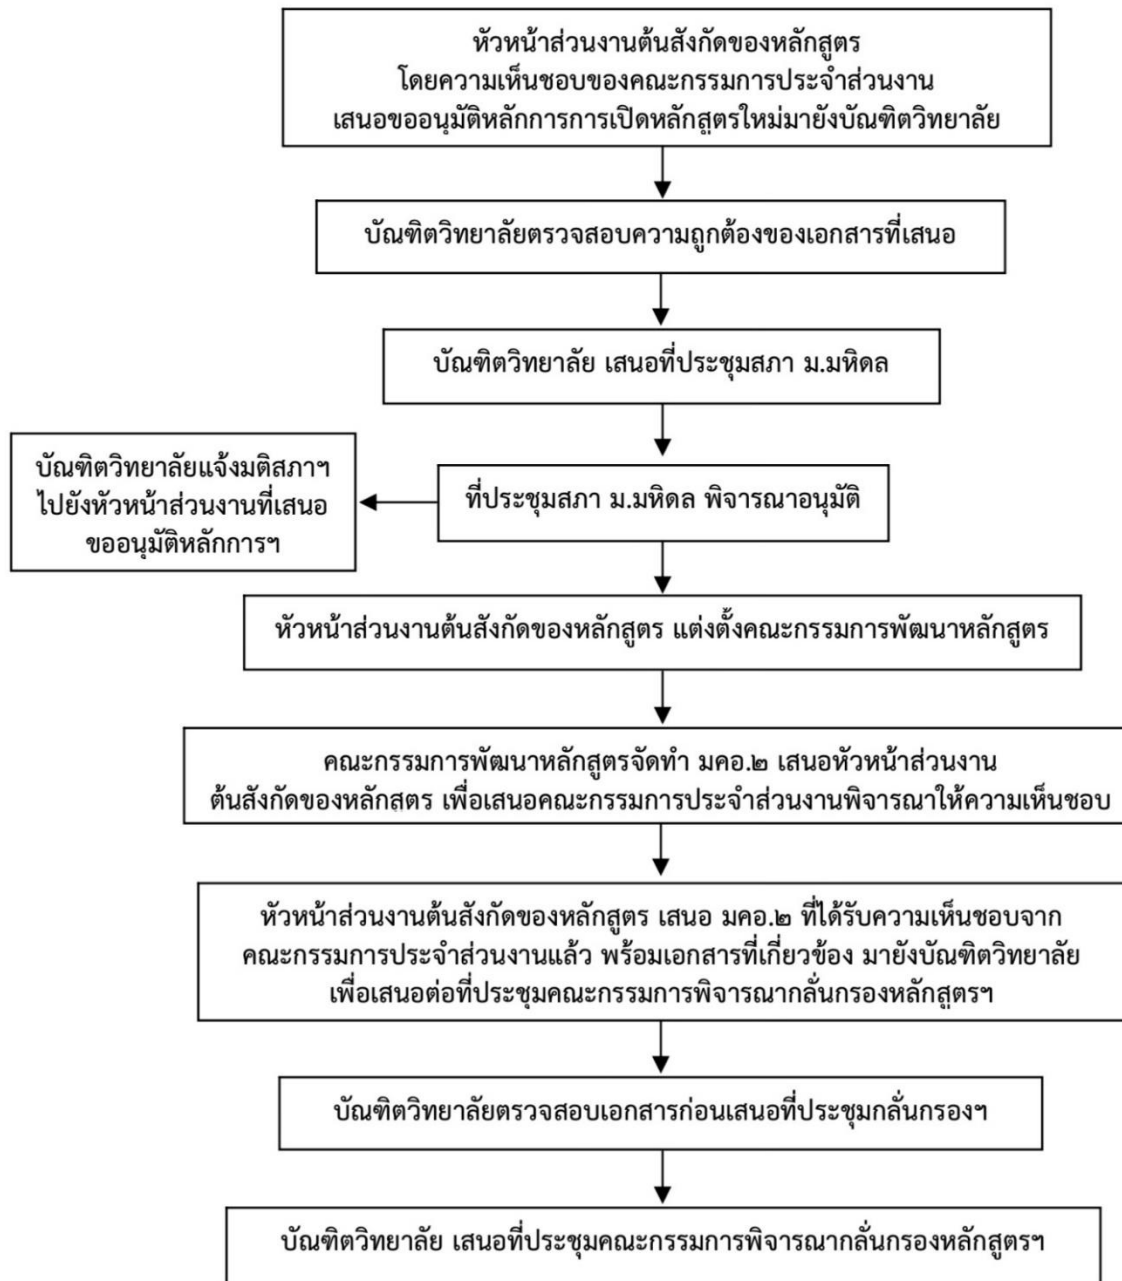 หัวหน้าส่วนงานต้นสังกัดของหลักสูตร
โดยความเห็นชอบของคณะกรรมการประจำส่วนงาน
เสนอขออนุมัติหลักการการเปิดหลักสูตรใหม่มายังบัณฑิตวิทยาลัย
บัณฑิตวิทยาลัยตรวจสอบความถูกต้องของเอกสารที่เสนอ
บัณฑิตวิทยาลัย เสนอที่ประชุมสภา ม.มหิดล
ที่ประชุมสภา ม.มหิดล พิจารณาอนุมัติ
บัณฑิตวิทยาลัยแจ้งมติสภาฯ
ไปยังหัวหน้าส่วนงานที่เสนอ
ขออนุมัติหลักการฯ
หัวหน้าส่วนงานต้นสังกัดของหลักสูตร แต่งตั้งคณะกรรมการพัฒนาหลักสูตร
คณะกรรมการพัฒนาหลักสูตรจัดทำ มคอ.๒ เสนอหัวหน้าส่วนงาน
ต้นสังกัดของหลักสูตร เพื่อเสนอคณะกรรมการประจำส่วนงานพิจารณาให้ความเห็นชอบ
หัวหน้าส่วนงานต้นสังกัดของหลักสูตร เสนอ มคอ.๒ ที่ได้รับความเห็นชอบจาก
คณะกรรมการประจำส่วนงานแล้ว พร้อมเอกสารที่เกี่ยวข้อง มายังบัณฑิตวิทยาลัย
เพื่อเสนอต่อที่ประชุมคณะกรรมการพิจารณากลั่นกรองหลักสูตรฯ
บัณฑิตวิทยาลัยตรวจสอบเอกสารก่อนเสนอที่ประชุมกลั่นกรองฯ
บัณฑิตวิทยาลัย เสนอที่ประชุมคณะกรรมการพิจารณากลั่นกรองหลักสูตรฯ